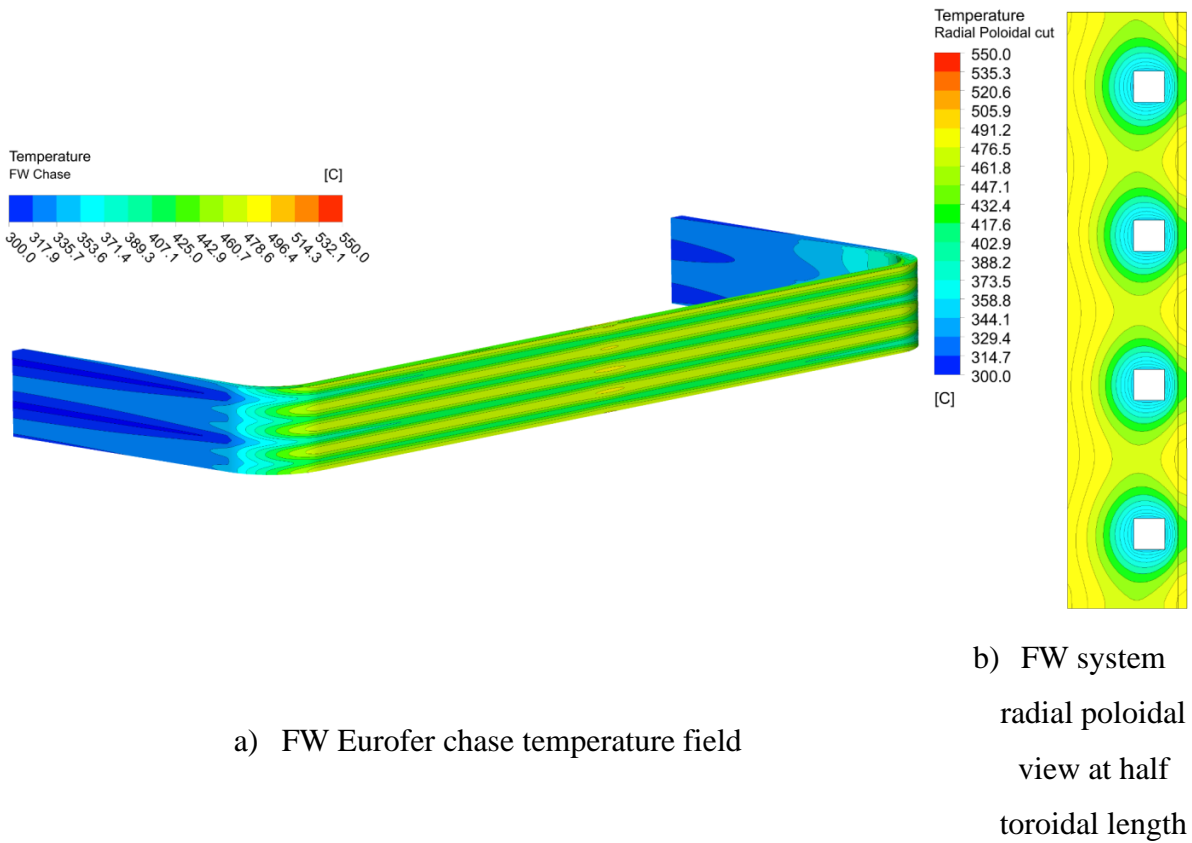 Temperature
FW Chase [C]
300.0 317.9 335.7 353.6 371.4 389.3 407.1 425.0 442.9 460.7 478.6 496.4 514.3 532.1 550.0
Temperature
Radial Poloidal cut
550.0
535.3
520.6
505.9
491.2
476.5
461.8
447.1
432.4
417.6
402.9
388.2
373.5
358.8
344.1
329.4
314.7
300.0
[C]
a) FW Eurofer chase temperature field
b) FW system
radial poloidal
view at half
toroidal length